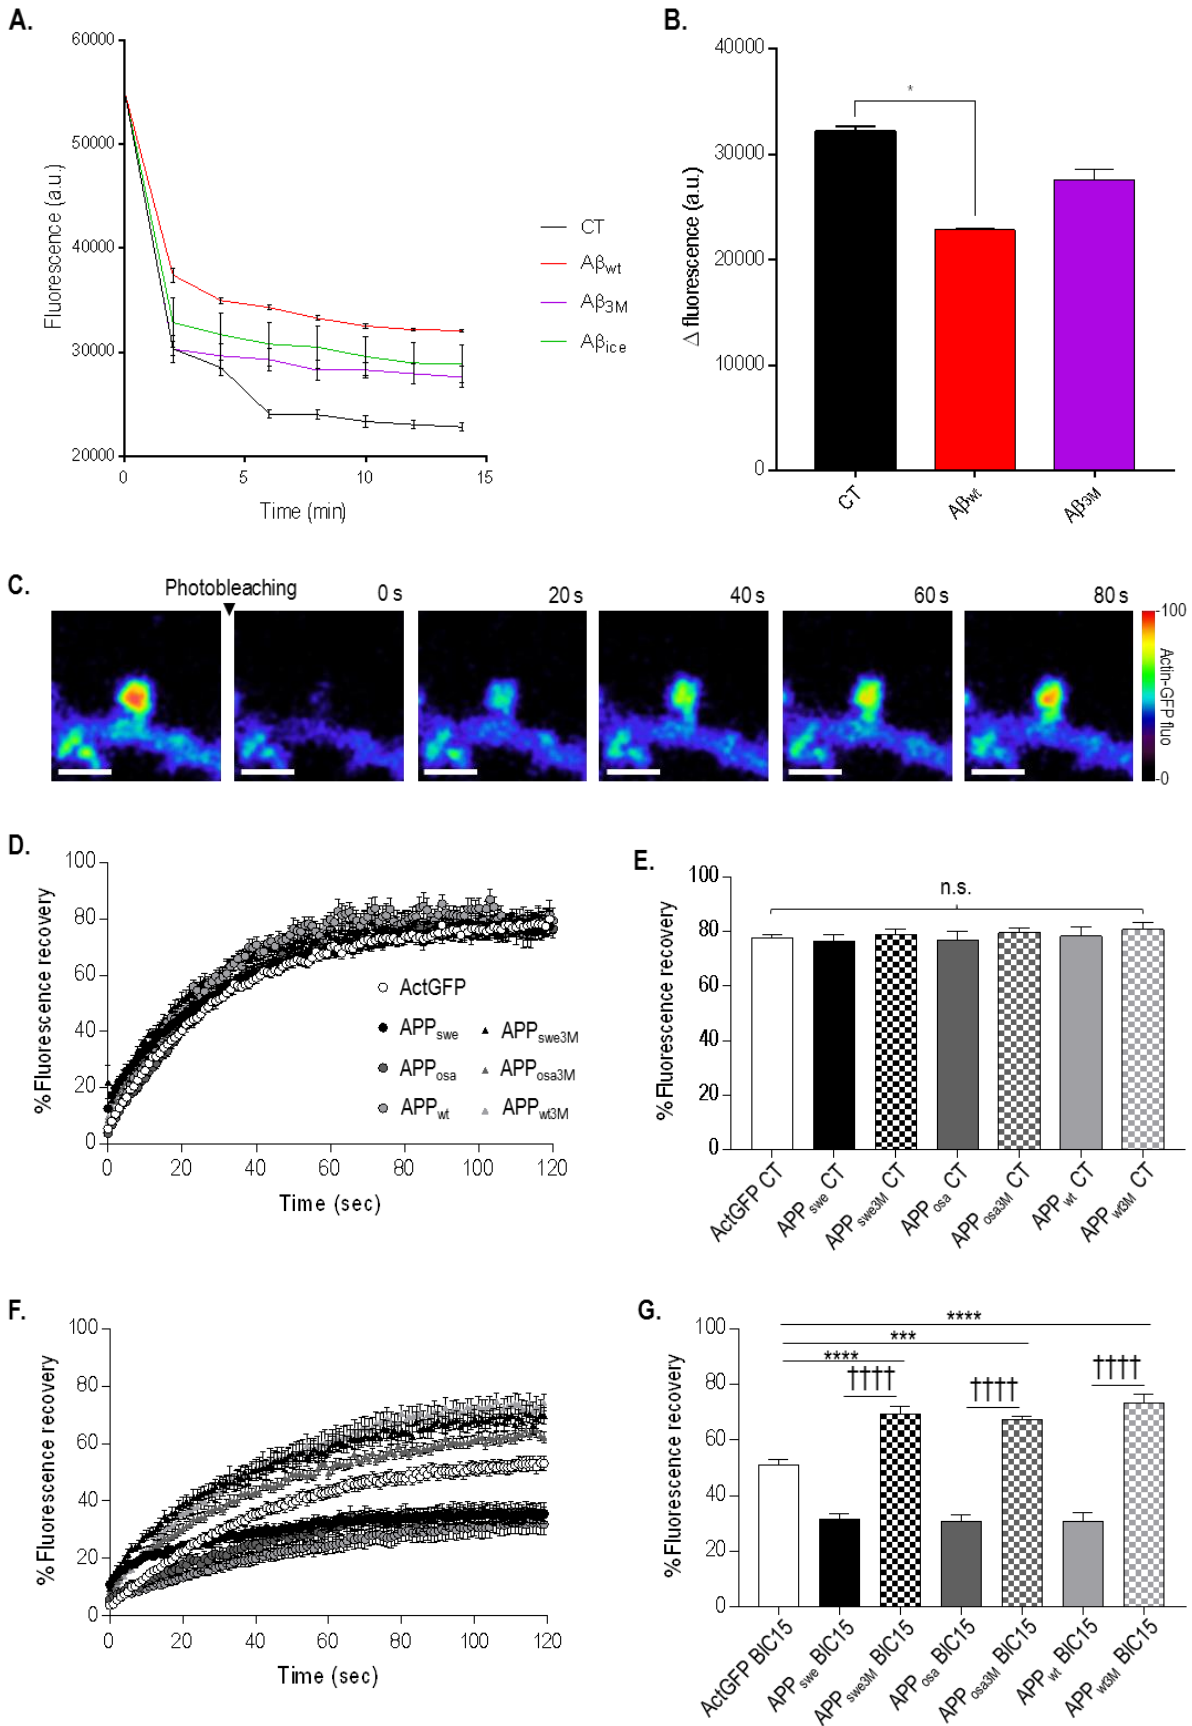 A.
60000
50000
40000
30000
20000
0
5
10
15
Fluorescence (a.u.)
Time (min)
CT
Aβwt
Aβ3M
Aβice
B.
40000
30000
20000
10000
0
Δ fluorescence (a.u.)
*
CT
Aβwt
Aβ3M
C.
Photobleaching
0 s
20 s
40 s
60 s
80 s
100
0
Actin-GFP fluo
D.
100
80
60
40
20
0
% Fluorescence recovery
0
20
40
60
80
100
120
Time (sec)
ActGFP
APPswe
APPswe3M
APPosa
APPosa3M
APPwt
APPwt3M
E.
100
80
60
40
20
0
% Fluorescence recovery
n.s.
ActGFP CT
APPswe CT
APPswe3M CT
APPosa CT
APPosa3M CT
APPwt CT
APPwt3M CT
F.
100
80
60
40
20
0
% Fluorescence recovery
0
20
40
60
80
100
120
Time (sec)
G.
100
80
60
40
20
0
% Fluorescence recovery
****
***
****
††††
††††
††††
ActGFP BIC15
APPswe BIC15
APPswe3M BIC15
APPosa BIC15
APPosa3M BIC15
APPwt BIC15
APPwt3M BIC15